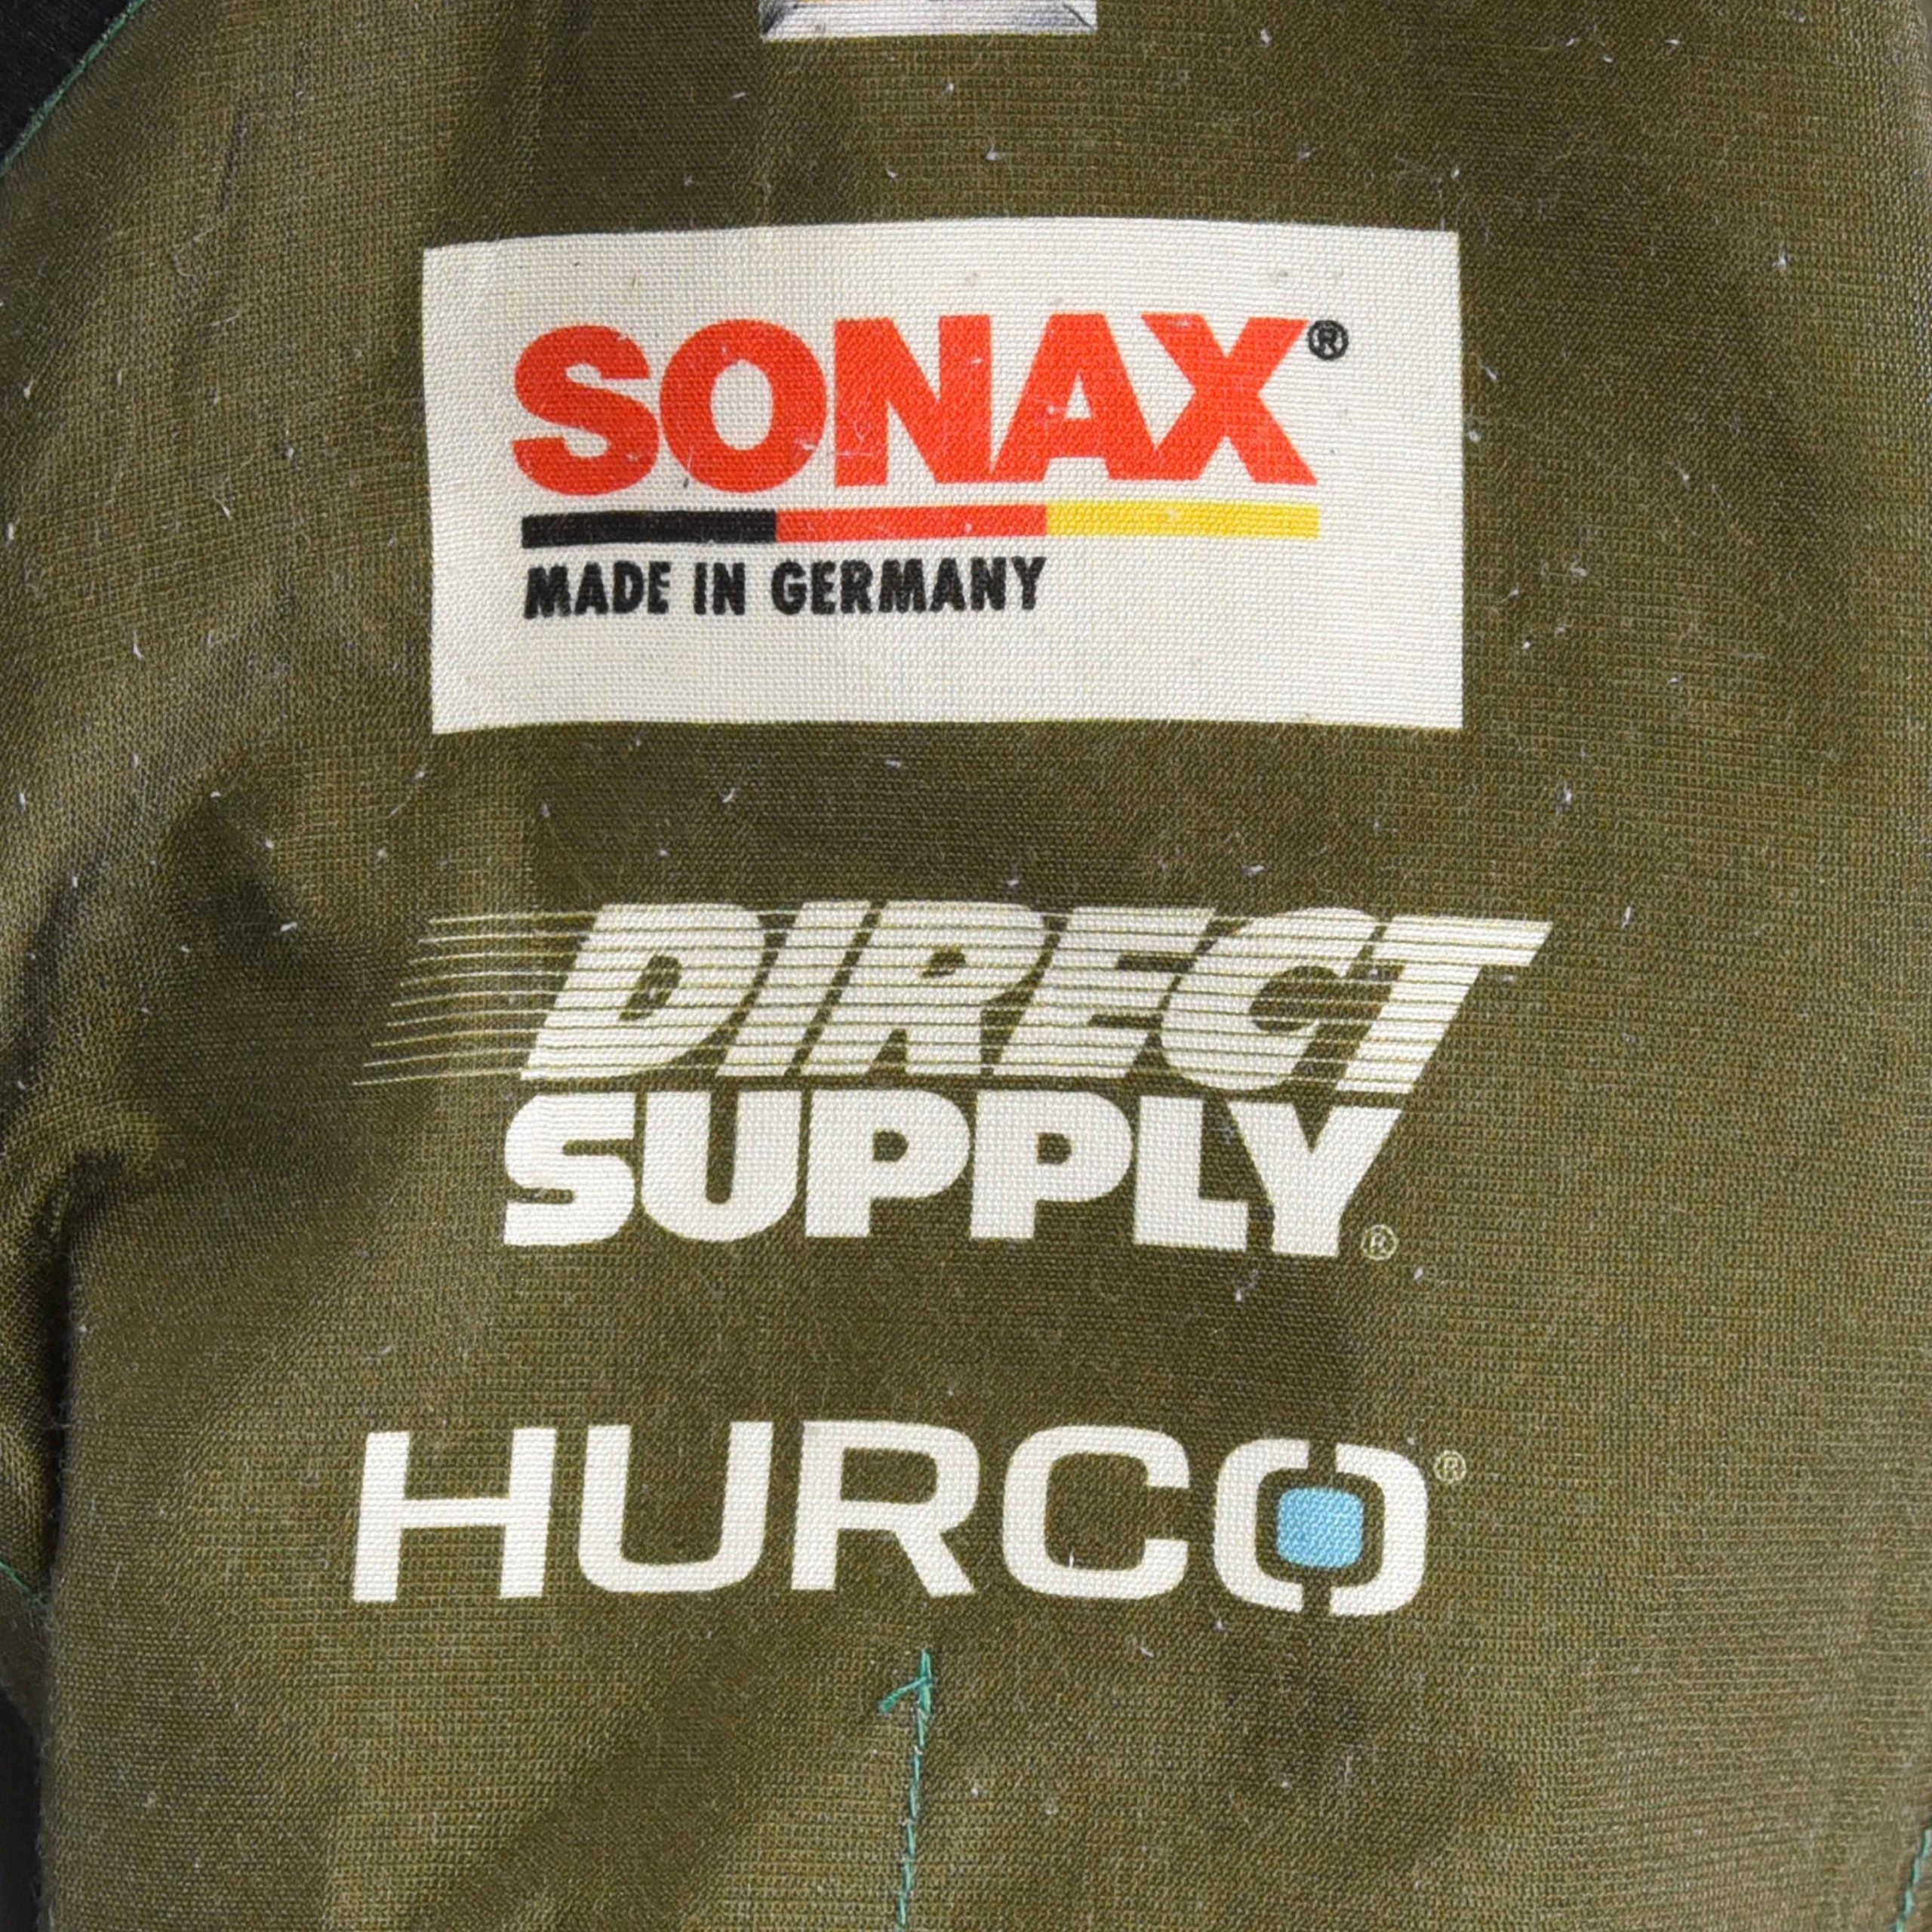 SONAX®
MADE IN GERMANY
DIRECT
SUPPLY®
HURCO®